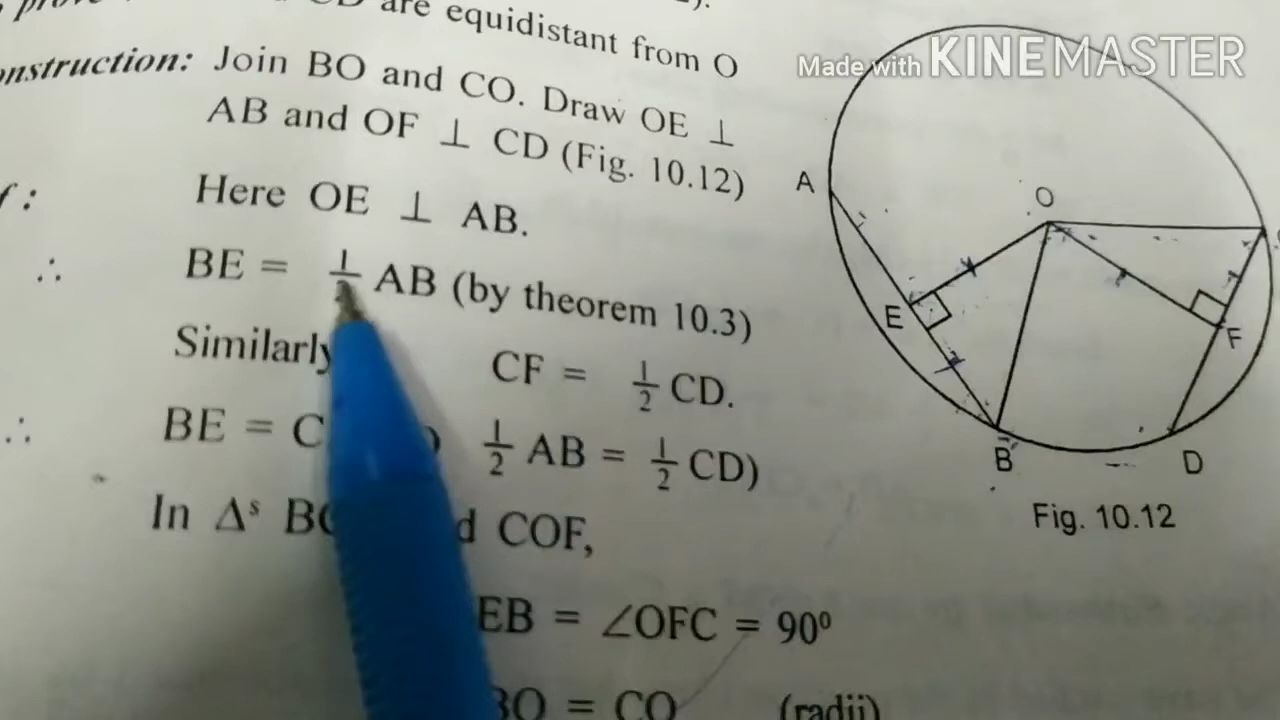 are equidistant from O
Join BO and CO. Draw OE ⊥
AB and OF ⊥ CD (Fig. 10.12)
Here OE ⊥ AB.
∴ BE = 1/2 AB (by theorem 10.3)
Similarly CF = 1/2 CD.
∴ BE = C 1/2 AB = 1/2 CD)
In Δˢ COF,
EB = ∠OFC = 90⁰
BO = CO (radii)
Made with KINEMASTER
A
O
E
F
B
D
Fig. 10.12